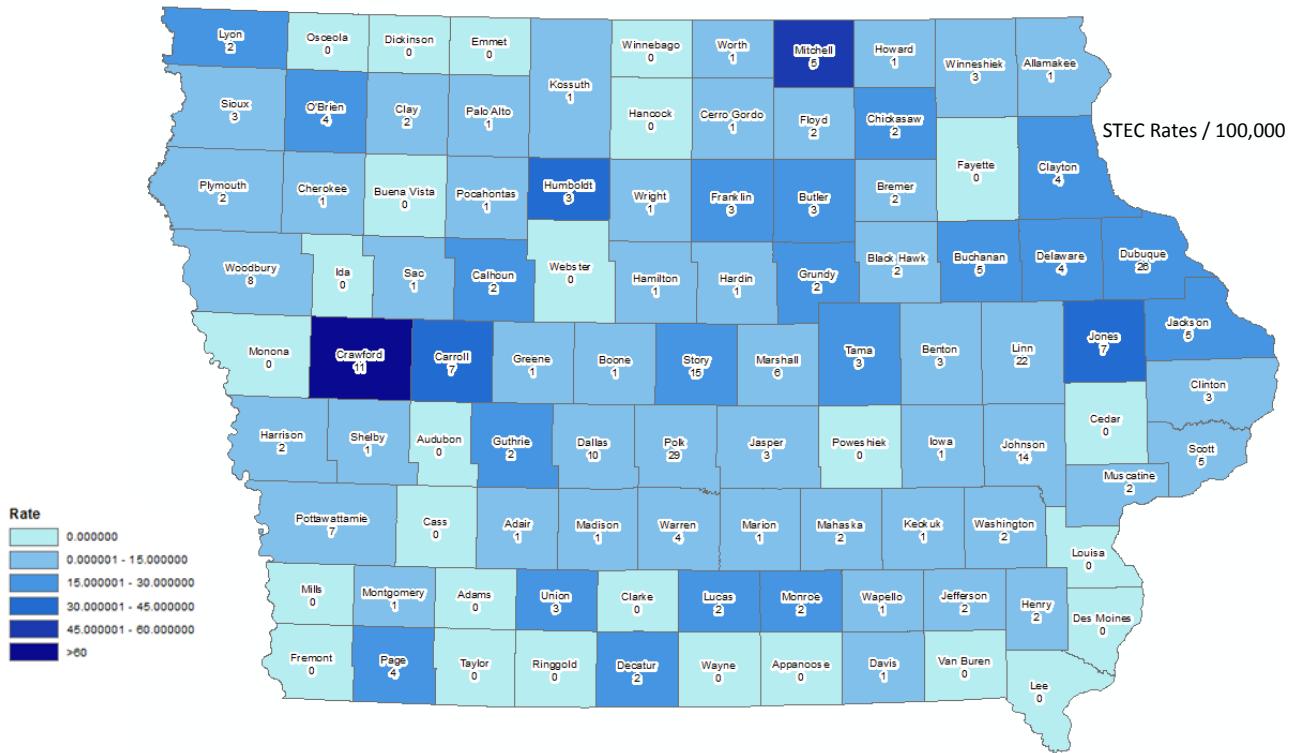 Lyon
2
Osceola
0
Dickinson
0
Emmet
0
Winnebago
0
Worth
1
Mitchell
5
Howard
1
Winneshiek
3
Allamakee
1
Kossuth
1
Sioux
3
O'Brien
4
Clay
2
Palo Alto
1
Hancock
0
Cerro Gordo
1
Floyd
2
Chickasaw
2
STEC Rates / 100,000
Fayette
0
Clayton
4
Plymouth
2
Cherokee
1
Buena Vista
0
Pocahontas
1
Humboldt
3
Wright
1
Franklin
3
Butler
3
Bremer
2
Woodbury
8
Ida
0
Sac
1
Calhoun
2
Webster
0
Hamilton
1
Hardin
1
Grundy
2
Black Hawk
2
Buchanan
5
Delaware
4
Dubuque
26
Monona
0
Crawford
11
Carroll
7
Greene
1
Boone
1
Story
15
Marshall
6
Tama
3
Benton
3
Linn
22
Jones
7
Jackson
5
Clinton
3
Harrison
2
Shelby
1
Audubon
0
Guthrie
2
Dallas
10
Polk
29
Jasper
3
Poweshiek
0
Iowa
1
Johnson
14
Cedar
0
Scott
5
Muscatine
2
Pottawattamie
7
Cass
0
Adair
1
Madison
1
Warren
4
Marion
1
Mahaska
2
Keokuk
1
Washington
2
Louisa
0
Mills
0
Montgomery
1
Adams
0
Union
3
Clarke
0
Lucas
2
Monroe
2
Wapello
1
Jefferson
2
Henry
2
Des Moines
0
Fremont
0
Page
4
Taylor
0
Ringgold
0
Decatur
2
Wayne
0
Appanoose
0
Davis
1
Van Buren
0
Lee
0
Rate
0.000000
0.000001 - 15.000000
15.000001 - 30.000000
30.000001 - 45.000000
45.000001 - 60.000000
>60